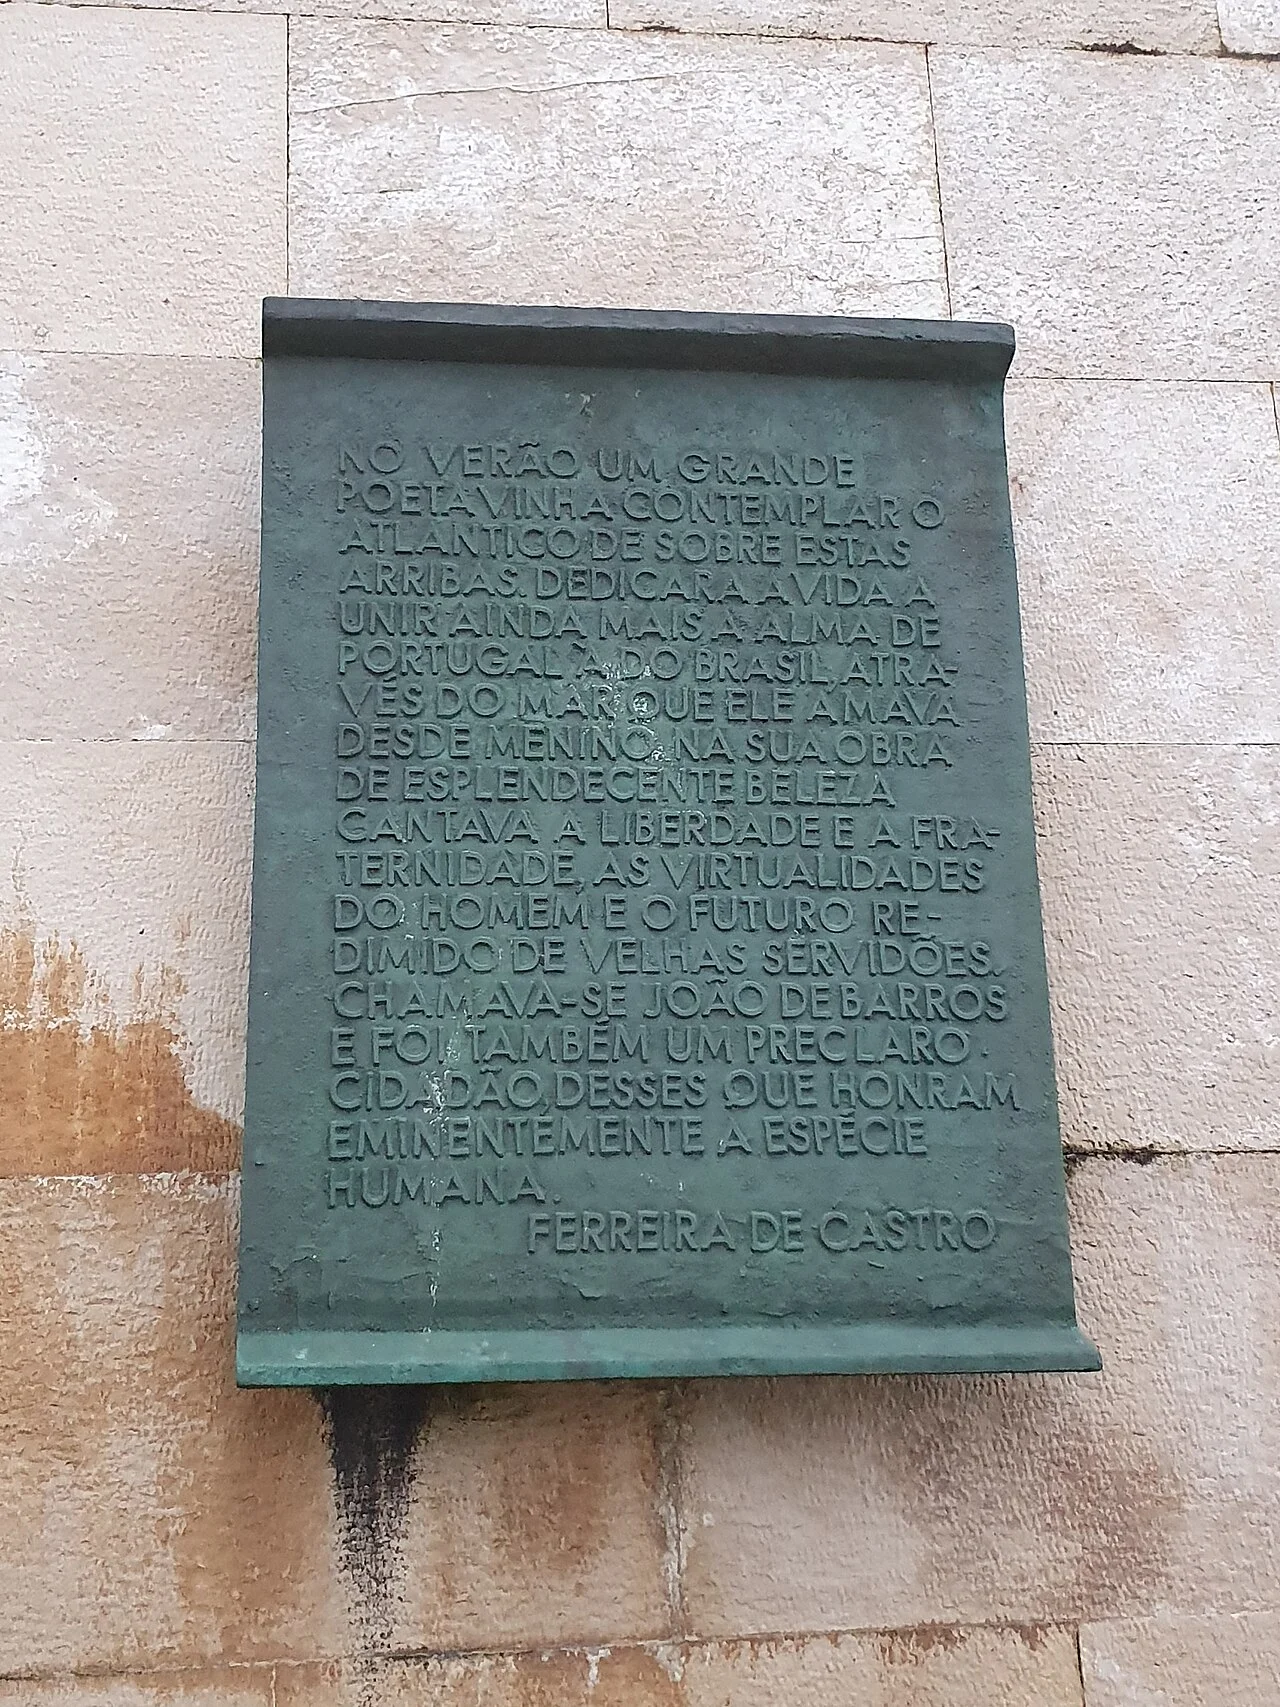 NO VERÃO UM GRANDE
POETA VINHA CONTEMPLAR O
ATLÂNTICO DE SOBRE ESTAS
ARRIBAS. DEDICARA A VIDA A
UNIR AINDA MAIS A ALMA DE
PORTUGAL À DO BRASIL, ATRA-
VÉS DO MAR QUE ELE AMAVA
DESDE MENINO. NA SUA OBRA
DE ESPLENDECENTE BELEZA
CANTAVA A LIBERDADE E A FRA-
TERNIDADE, AS VIRTUALIDADES
DO HOMEM E O FUTURO RE-
DIMIDO DE VELHAS SERVIDÕES.
CHAMAVA-SE JOÃO DE BARROS
E FOI TAMBÉM UM PRECLARO
CIDADÃO, DESSES QUE HONRAM
EMINENTEMENTE A ESPÉCIE
HUMANA.
FERREIRA DE CASTRO